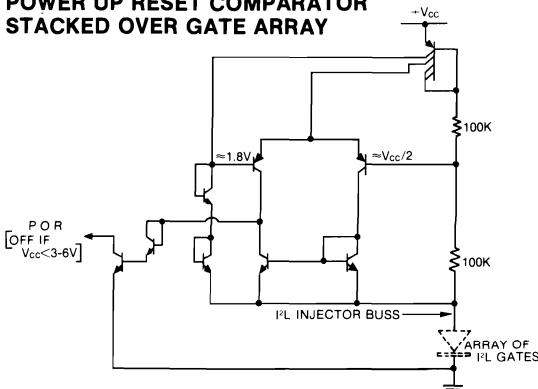 POWER UP RESET COMPARATOR
STACKED OVER GATE ARRAY
+Vcc
100K
≈1.8V
≈Vcc/2
POR
[OFF IF
Vcc<3-6V]
100K
I²L INJECTOR BUSS
ARRAY OF
I²L GATES